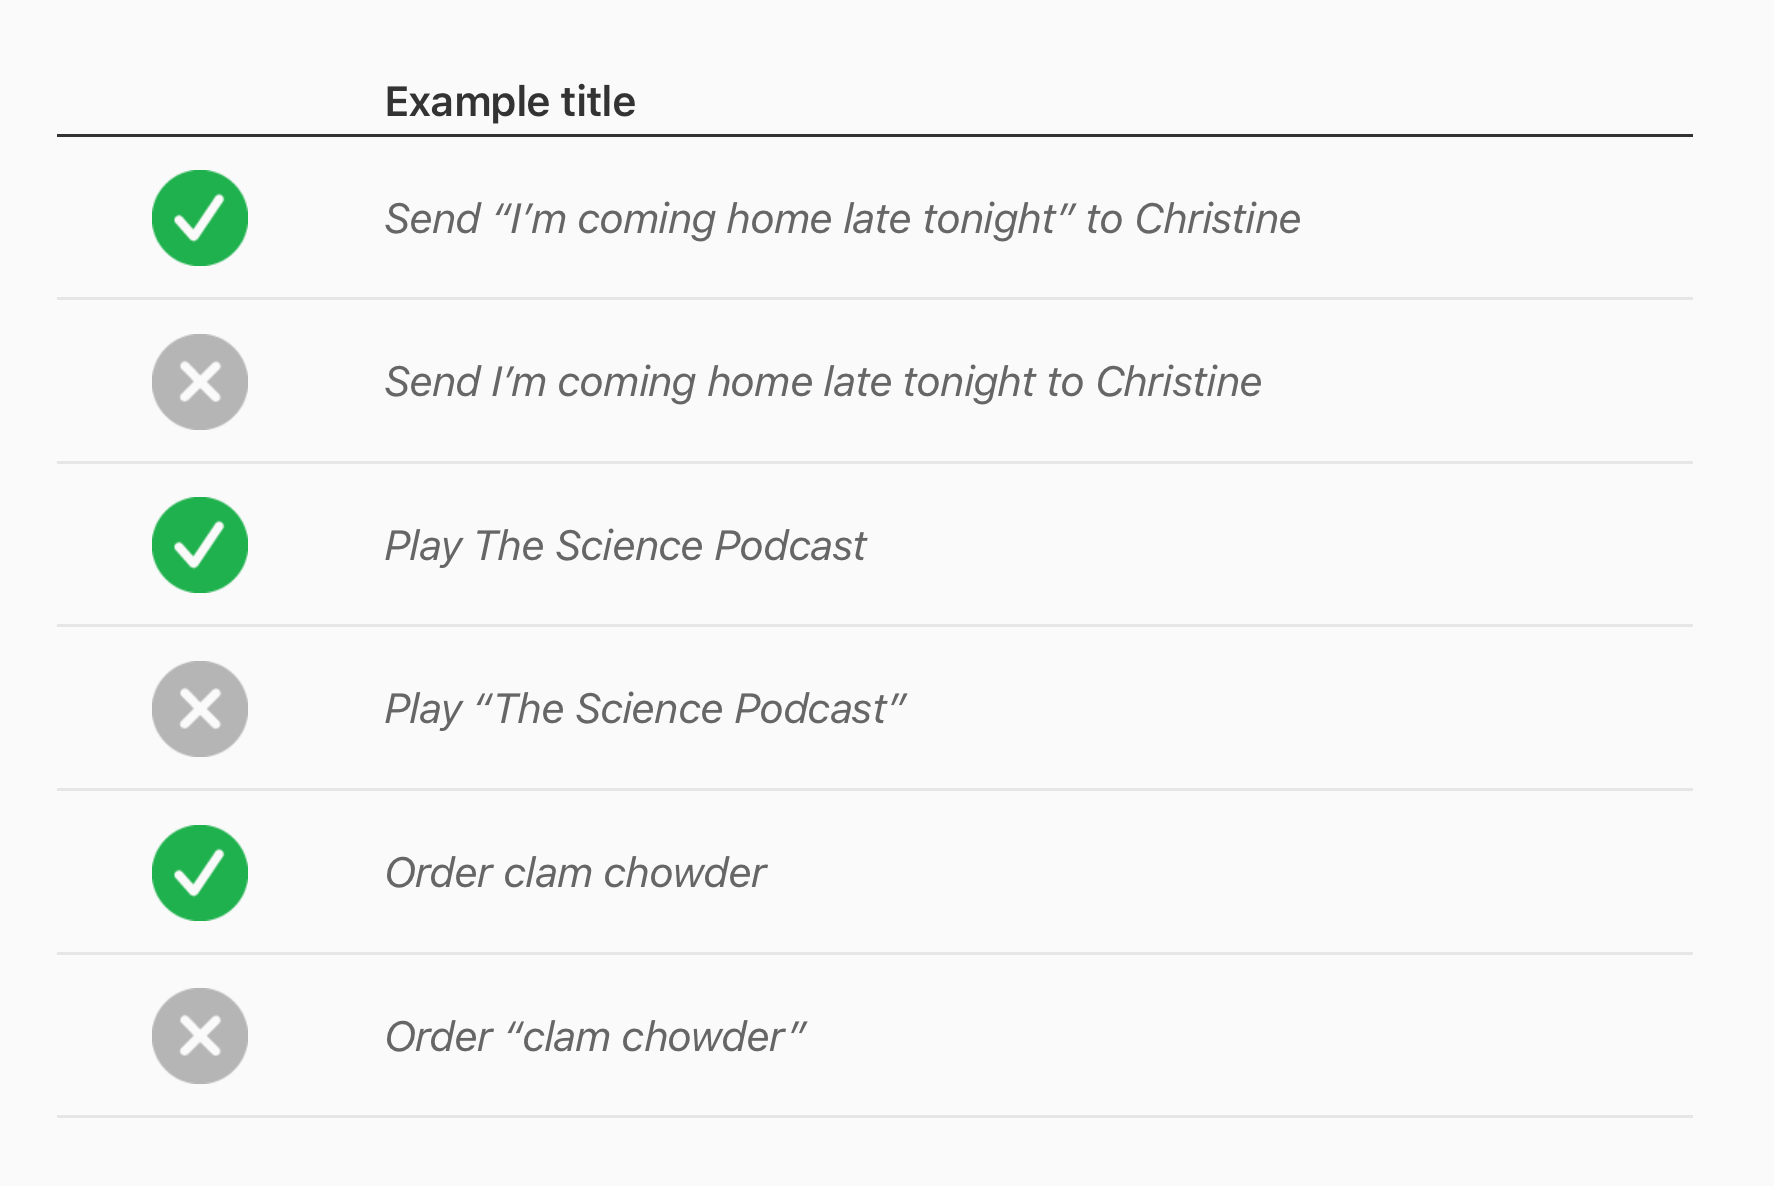 Example title
Send “I’m coming home late tonight” to Christine
Send I’m coming home late tonight to Christine
Play The Science Podcast
Play “The Science Podcast”
Order clam chowder
Order “clam chowder”